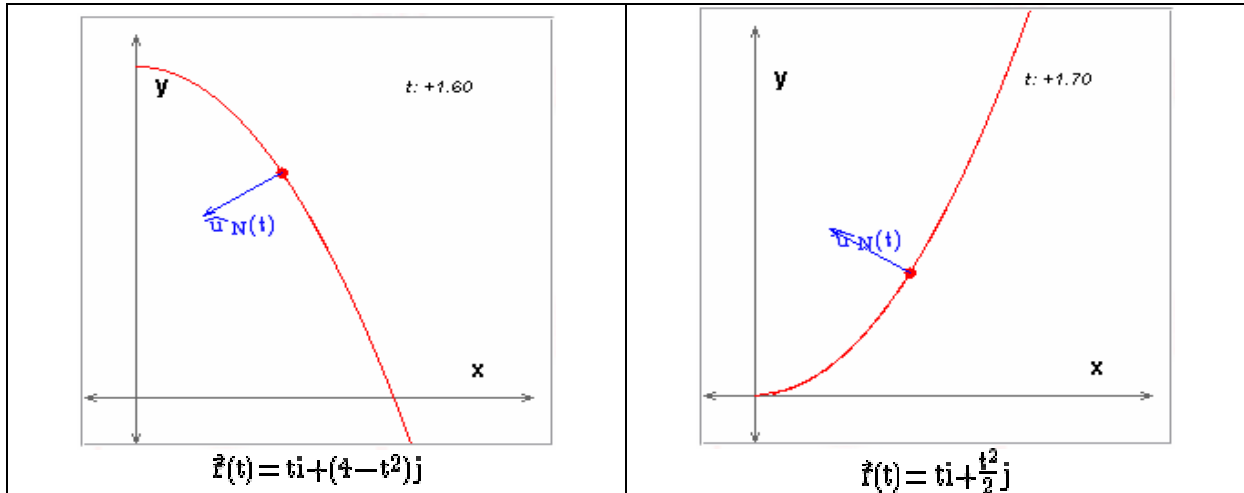 y
t: +1.60
û N(t)
x
r⃗(t) = ti+(4−t²)j
y
t: +1.70
û N(t)
x
r⃗(t) = ti+t²/2 j